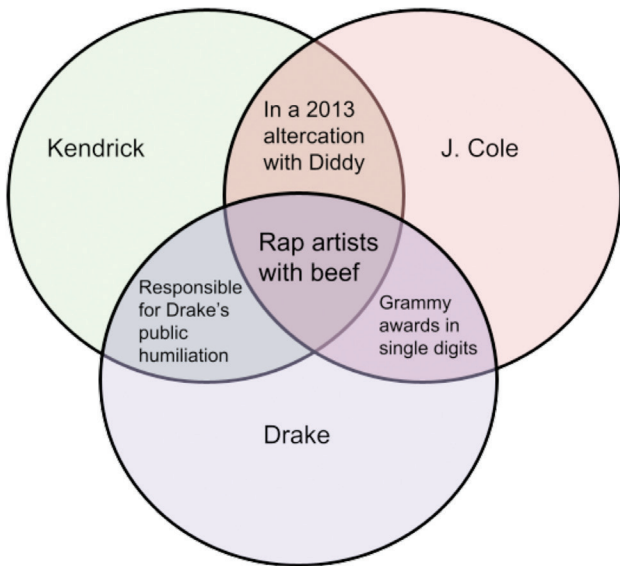 In a 2013
altercation
with Diddy
Kendrick
J. Cole
Rap artists
with beef
Responsible
for Drake's
public
humiliation
Grammy
awards in
single digits
Drake